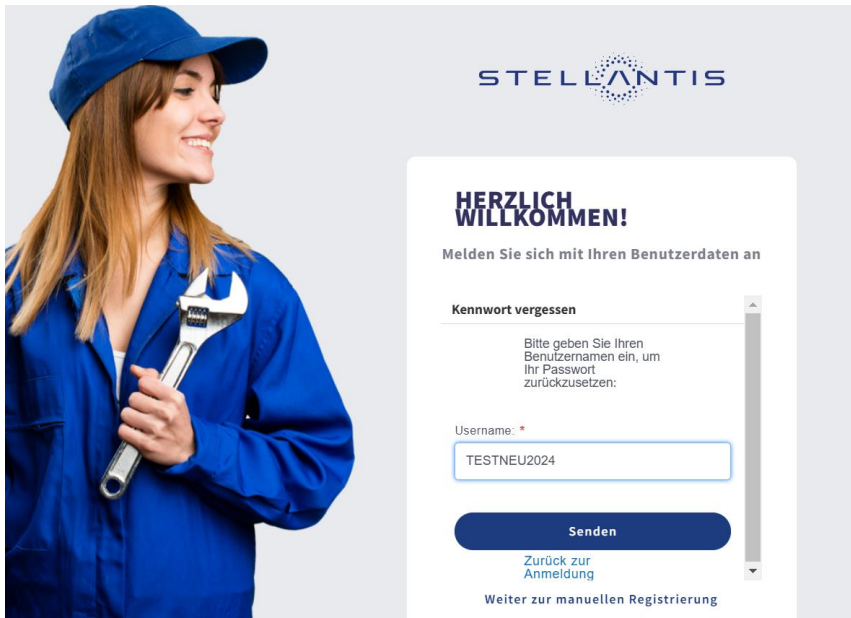 STELLANTIS
HERZLICH
WILLKOMMEN!
Melden Sie sich mit Ihren Benutzerdaten an
Kennwort vergessen
Bitte geben Sie Ihren
Benutzernamen ein, um
Ihr Passwort
zurückzusetzen:
Username: *
TESTNEU2024
Senden
Zurück zur
Anmeldung
Weiter zur manuellen Registrierung